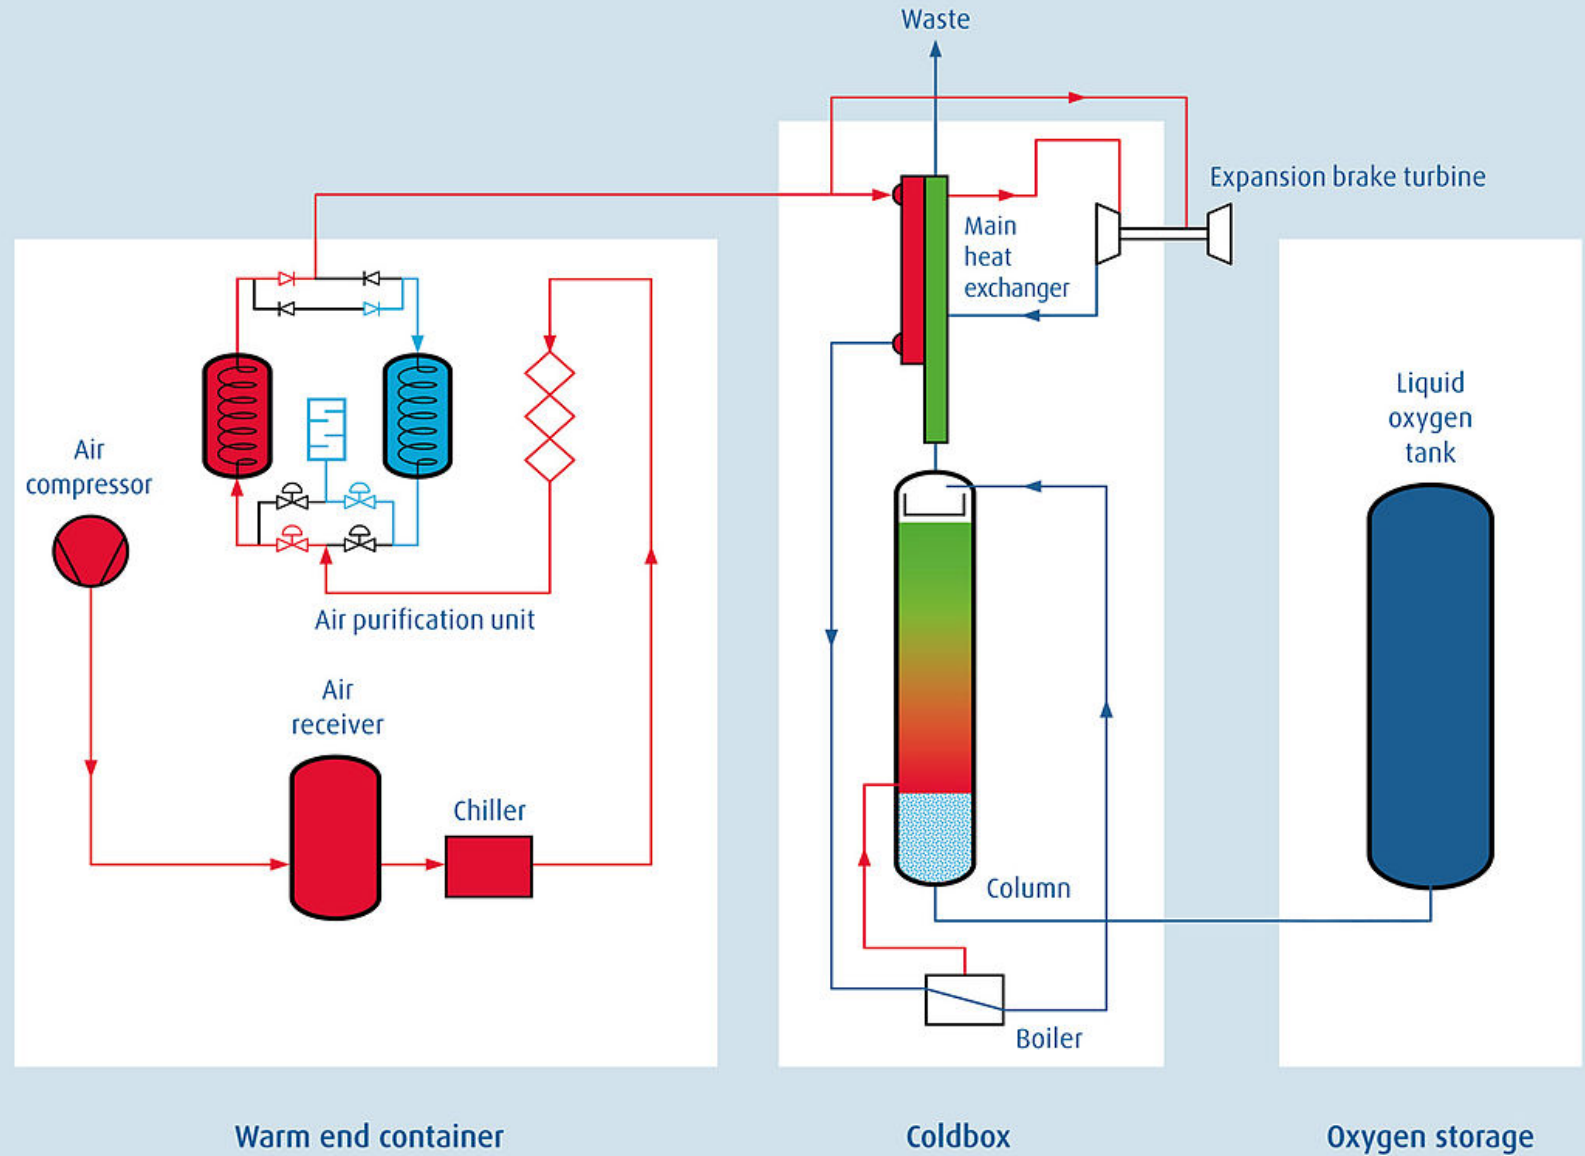 Waste
Expansion brake turbine
Main
heat
exchanger
Liquid
oxygen
tank
Air
compressor
Air purification unit
Air
receiver
Chiller
Column
Boiler
Warm end container
Coldbox
Oxygen storage